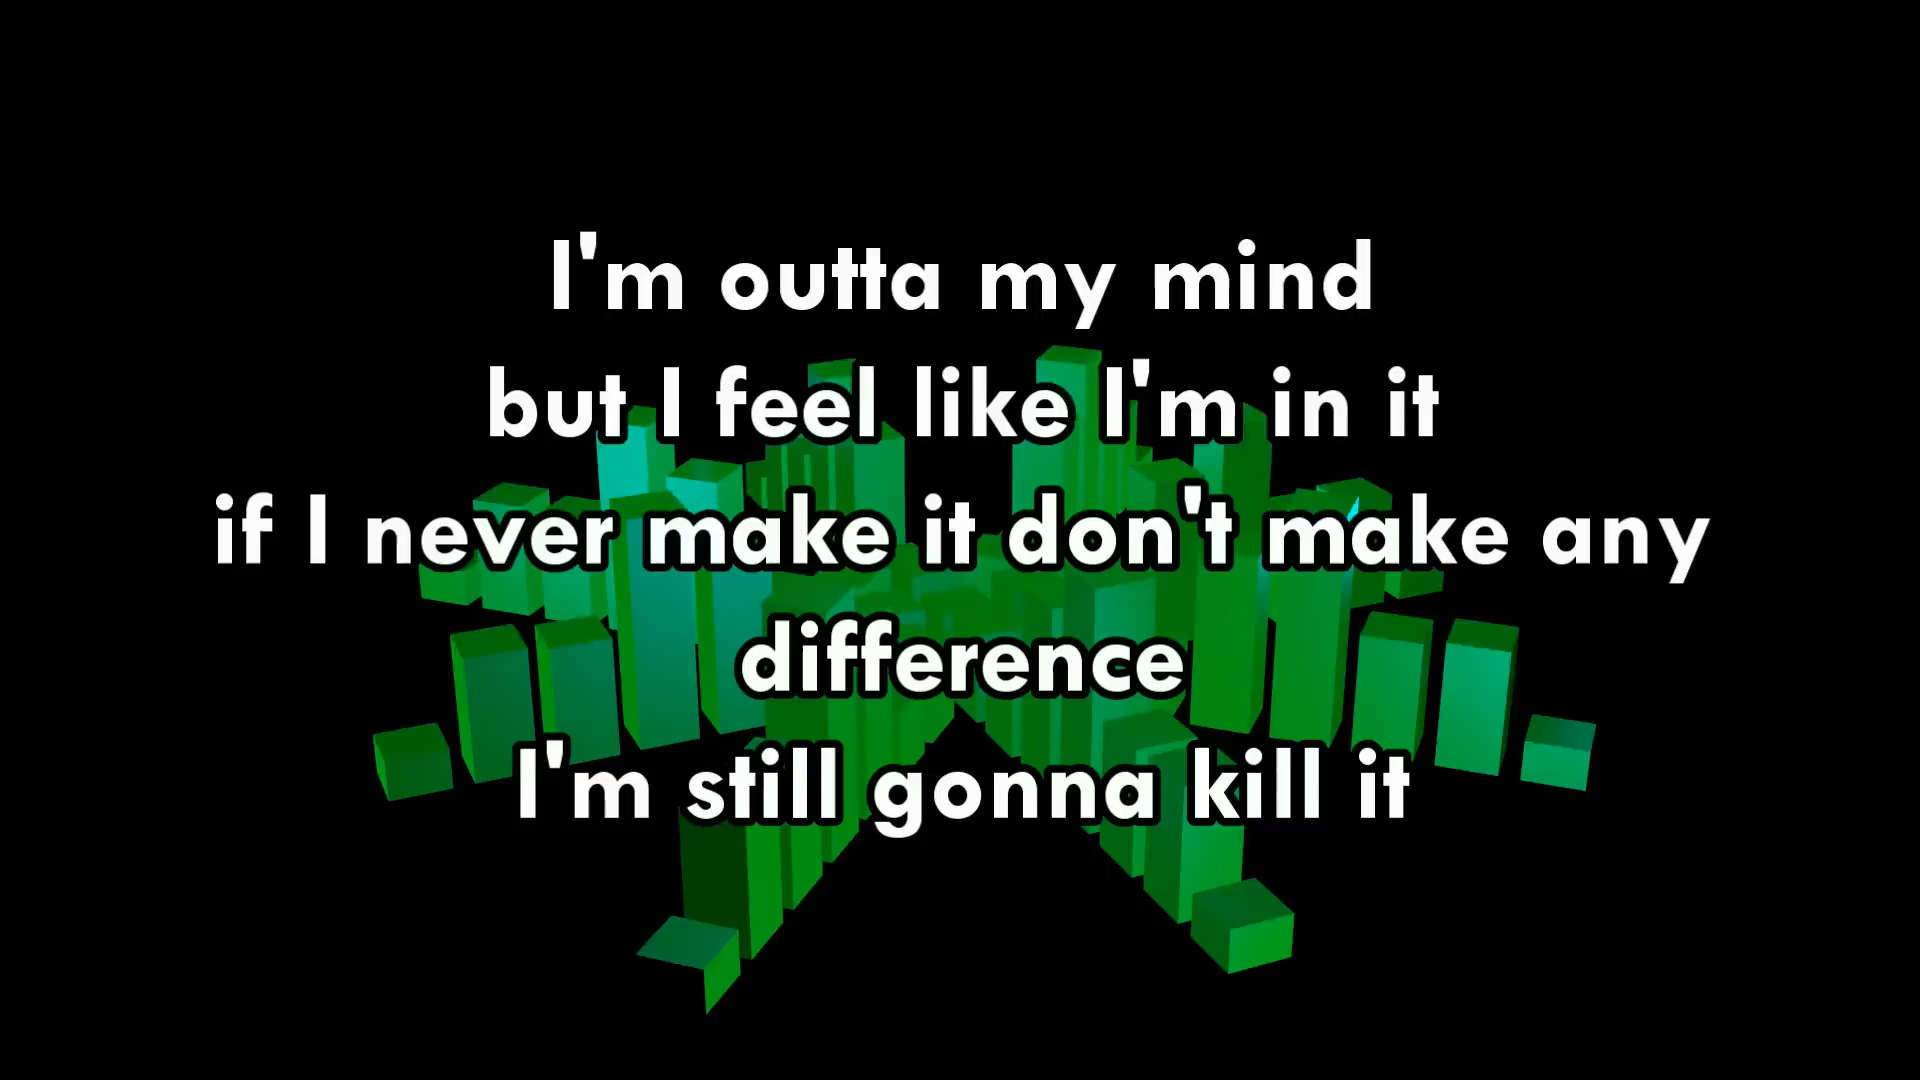 I'm outta my mind
but I feel like I'm in it
if I never make it don't make any
difference
I'm still gonna kill it